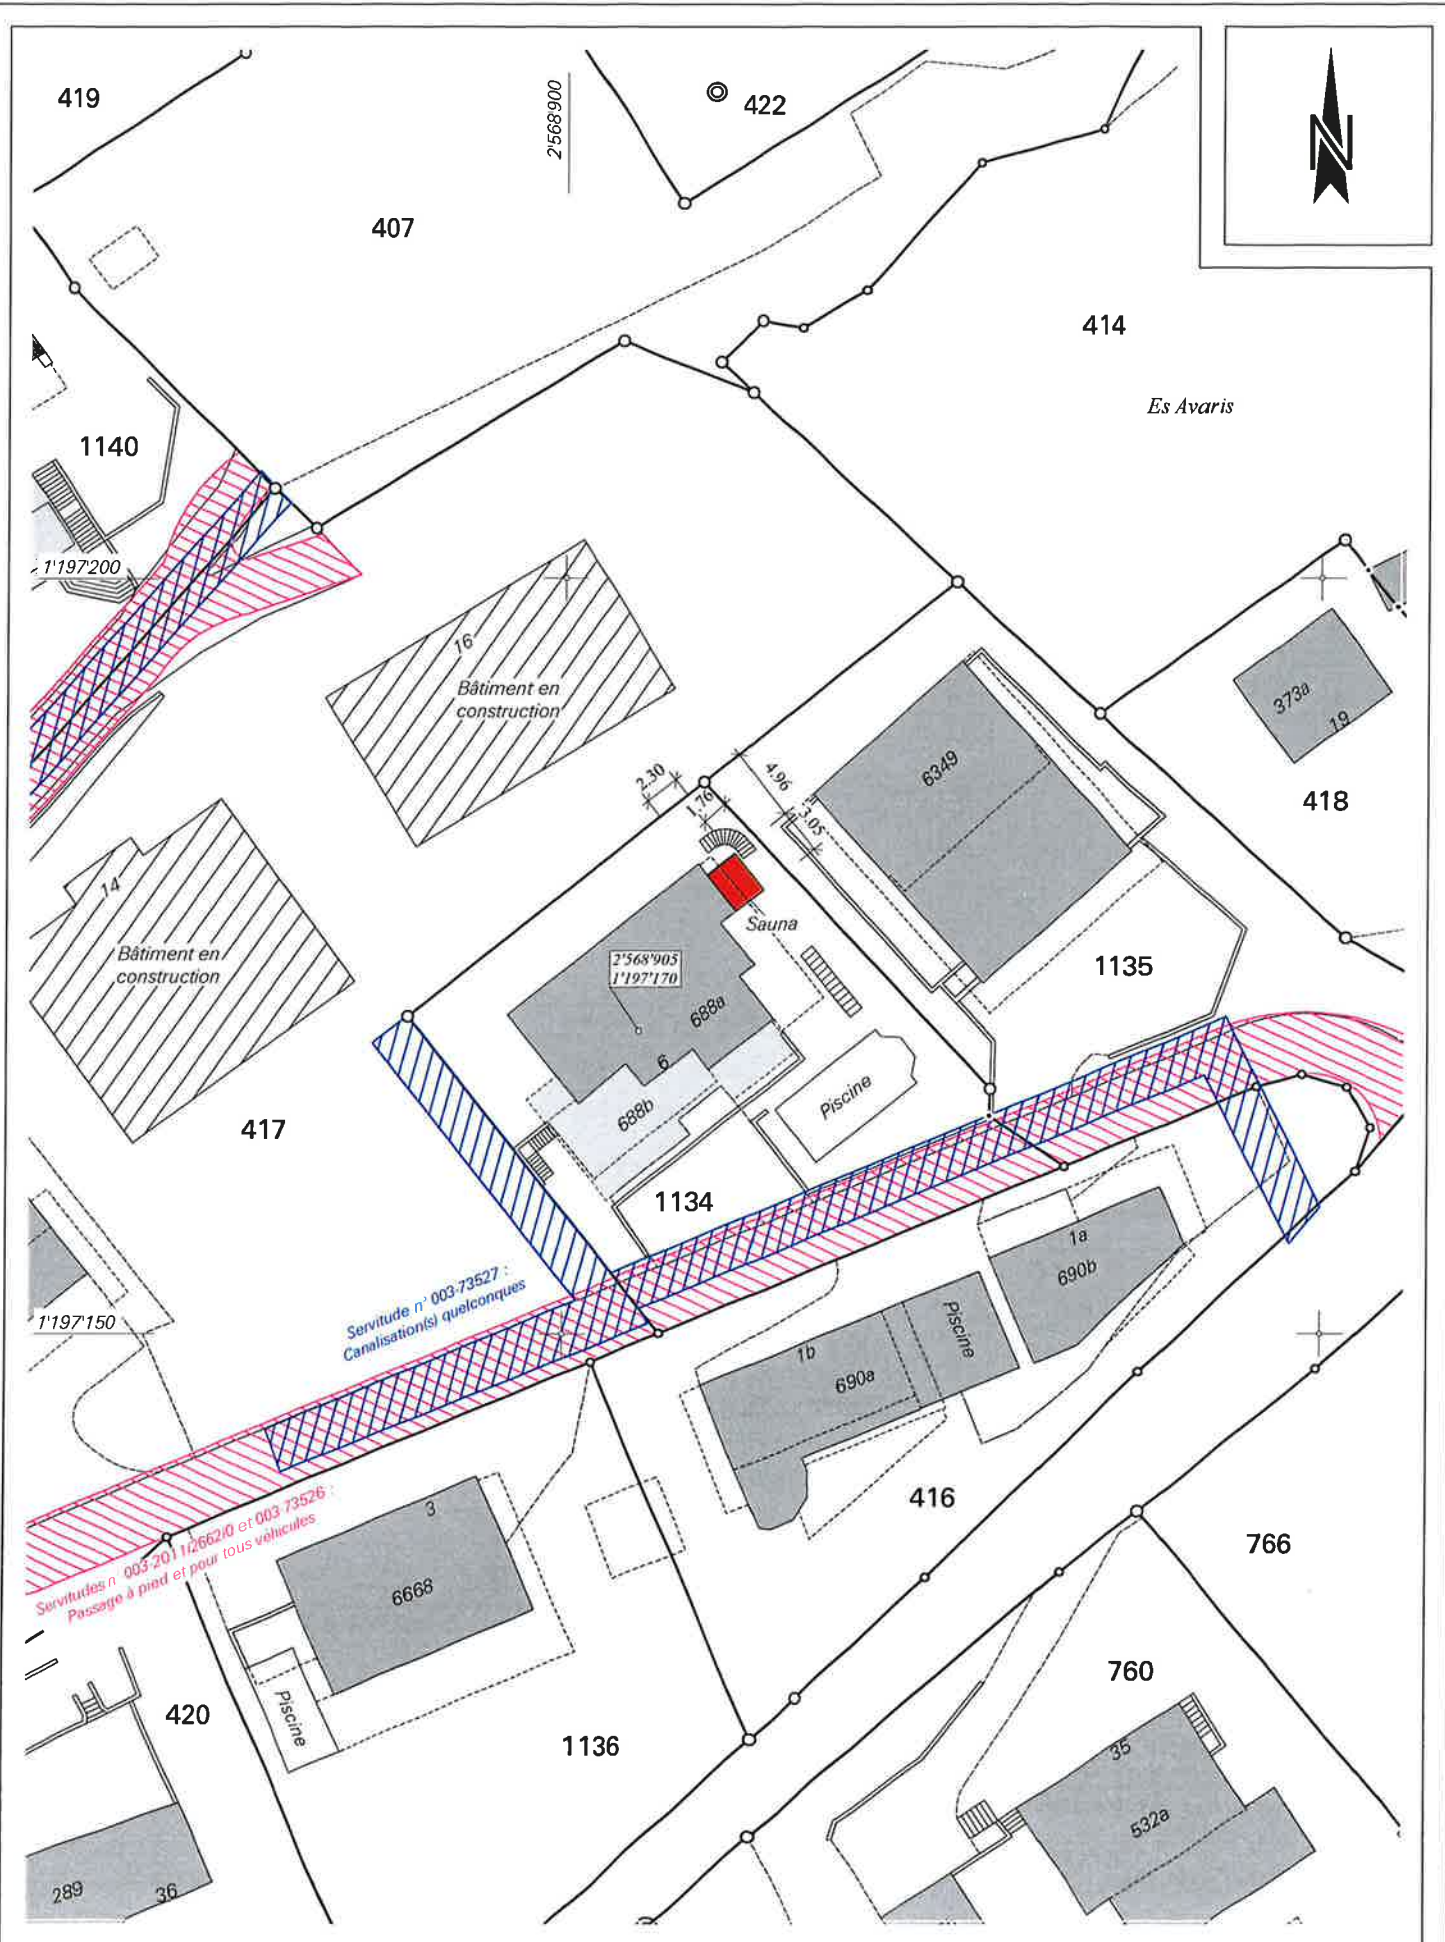 419
2'568'900
422
N
407
414
Es Avaris
1140
1'197'200
16
Bâtiment en
construction
373a
19
418
6349
2.30
4.96
1.76
3.05
14
Bâtiment en
construction
Sauna
2'568'905
1'197'170
688a
6
688b
1135
Piscine
417
1134
1a
690b
Servitude n° 003-73527 :
Canalisation(s) quelconques
1'197'150
Piscine
1b
690a
416
766
Servitudes n° 003-2011/2662/0 et 003-73526 :
Passage à pied et pour tous véhicules
3
6668
Piscine
420
1136
760
35
532a
289
36